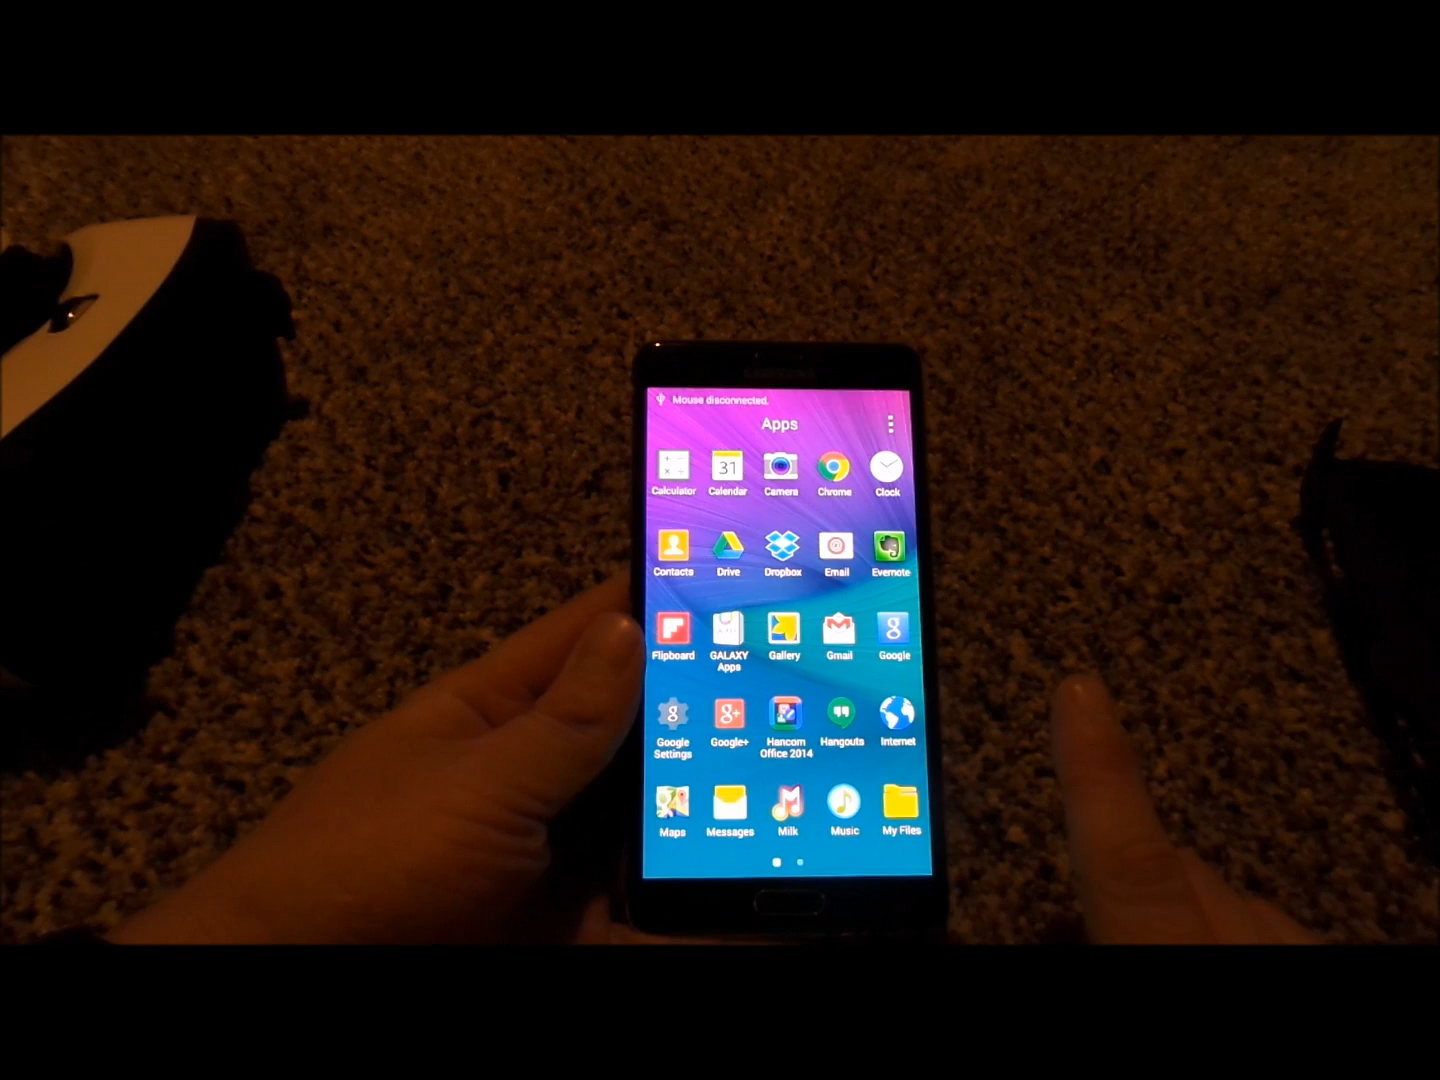 SAMSUNG
Mouse disconnected.
Apps
31
Calculator Calendar Camera Chrome Clock
Contacts Drive Dropbox Email Evernote
Flipboard GALAXY Apps Gallery Gmail Google
g g+
Google Settings Google+ Hancom Office 2014 Hangouts Internet
Maps Messages Milk Music My Files